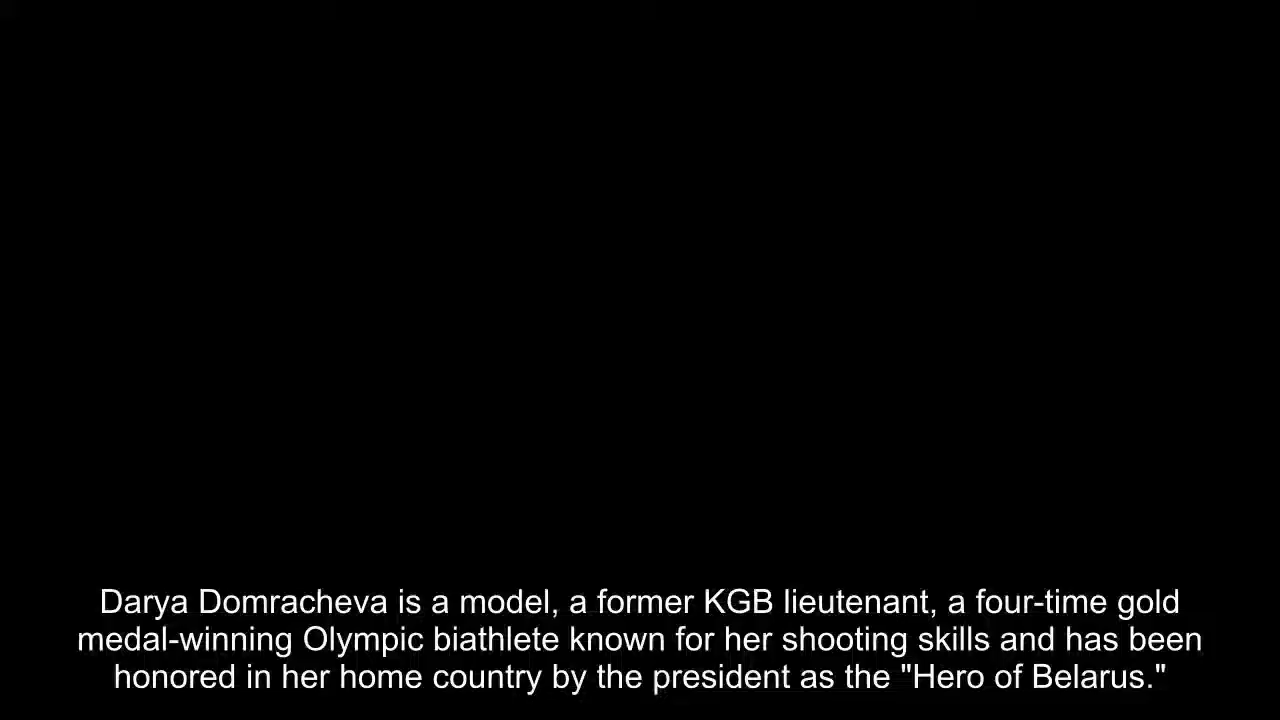 Darya Domracheva is a model, a former KGB lieutenant, a four-time gold
medal-winning Olympic biathlete known for her shooting skills and has been
honored in her home country by the president as the "Hero of Belarus."